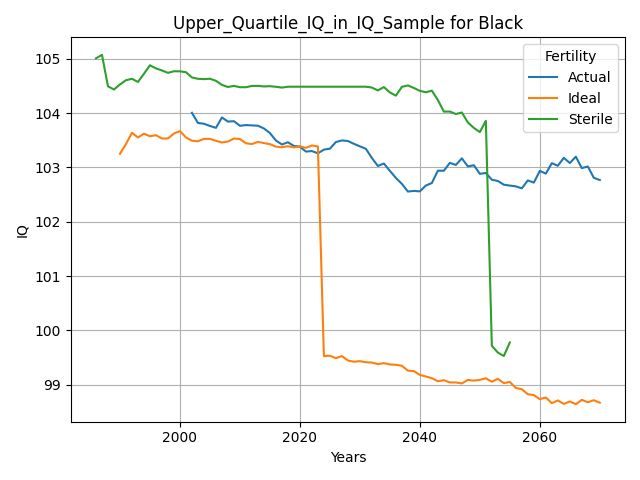 Upper_Quartile_IQ_in_IQ_Sample for Black
Fertility
Actual
Ideal
Sterile
IQ
105
104
103
102
101
100
99
2000
2020
2040
2060
Years